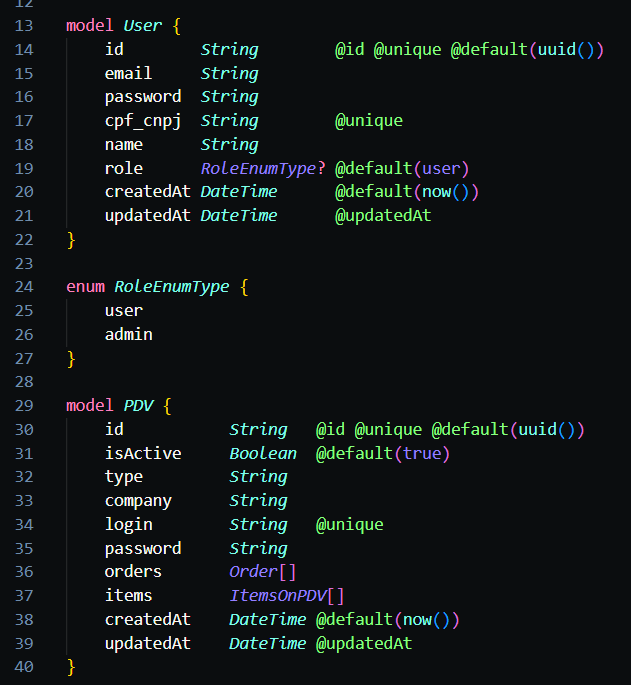 12
13 model User {
14 id String @id @unique @default(uuid())
15 email String
16 password String
17 cpf_cnpj String @unique
18 name String
19 role RoleEnumType? @default(user)
20 createdAt DateTime @default(now())
21 updatedAt DateTime @updatedAt
22 }
23
24 enum RoleEnumType {
25 user
26 admin
27 }
28
29 model PDV {
30 id String @id @unique @default(uuid())
31 isActive Boolean @default(true)
32 type String
33 company String
34 login String @unique
35 password String
36 orders Order[]
37 items ItemsOnPDV[]
38 createdAt DateTime @default(now())
39 updatedAt DateTime @updatedAt
40 }